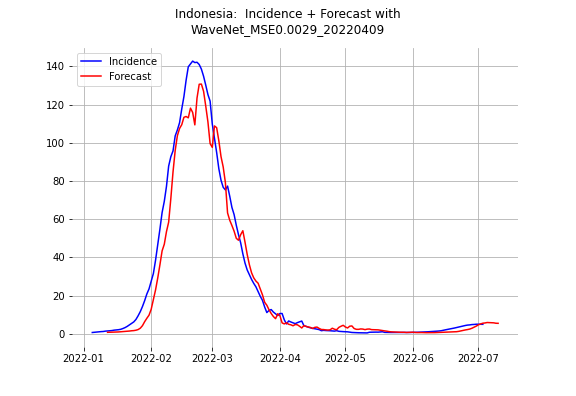 Indonesia:  Incidence + Forecast with
WaveNet_MSE0.0029_20220409
Incidence
Forecast
140
120
100
80
60
40
20
0
2022-01 2022-02 2022-03 2022-04 2022-05 2022-06 2022-07